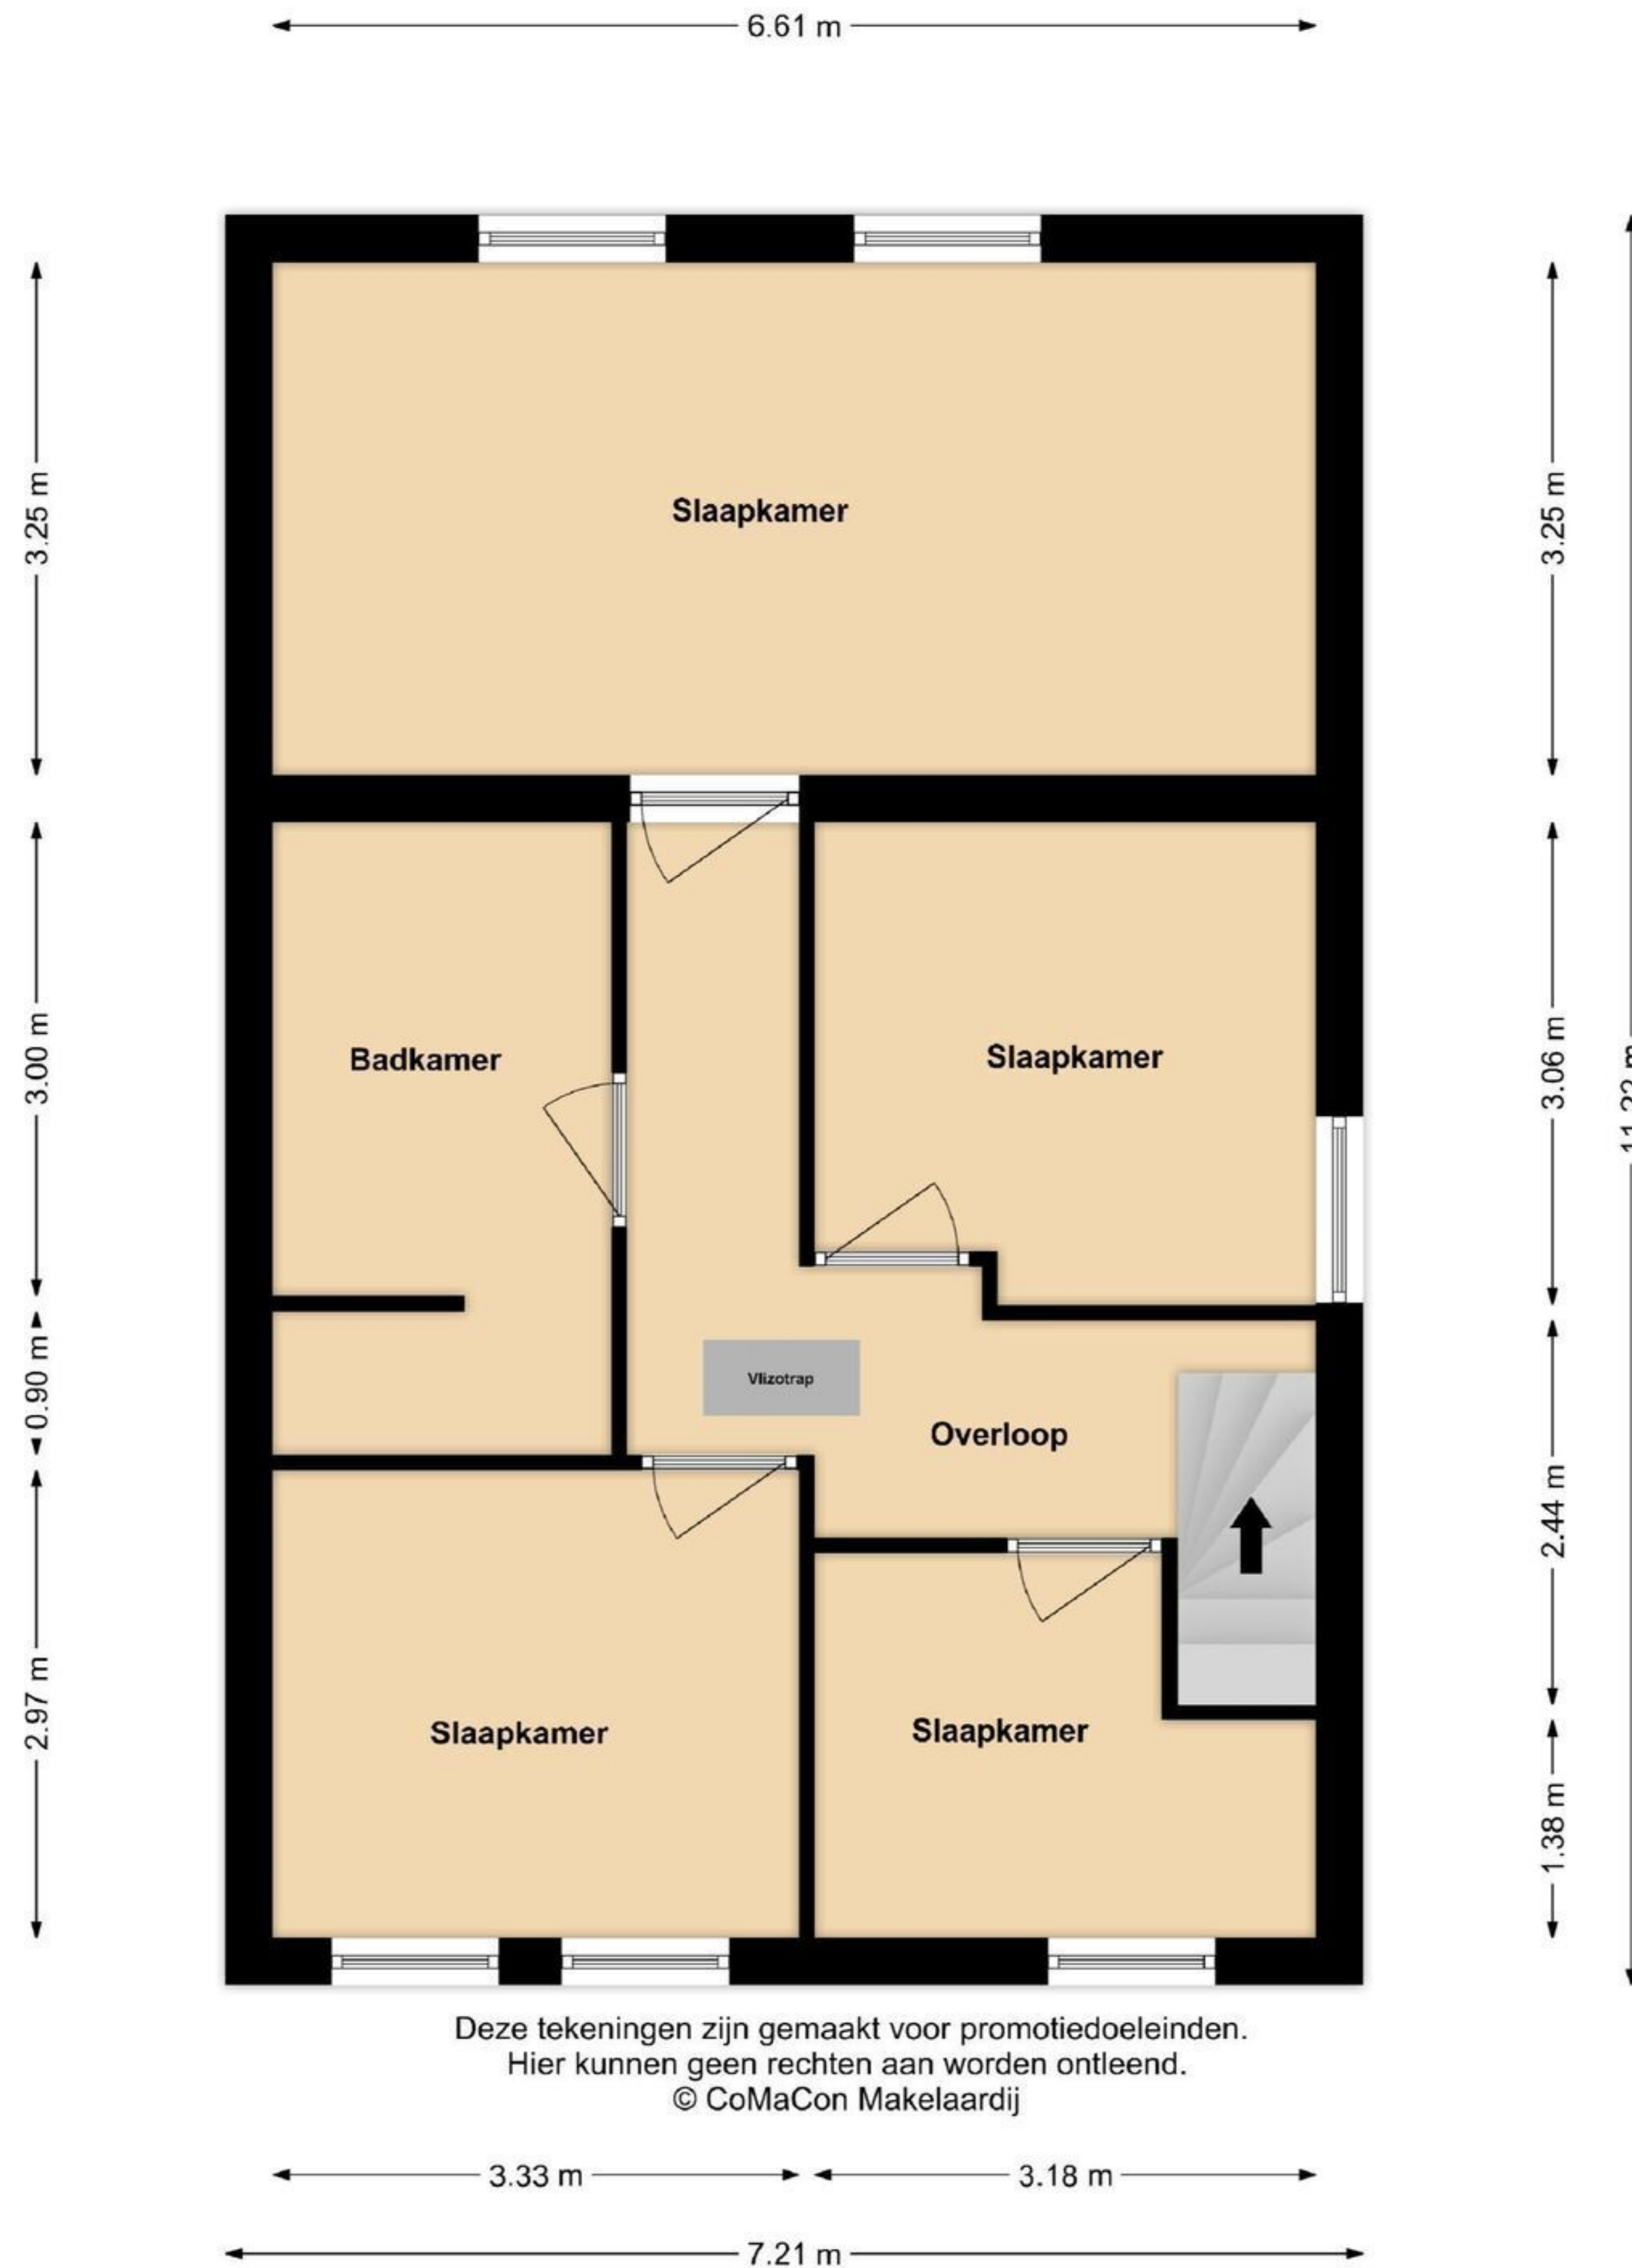 6.61 m
3.25 m
3.25 m
Slaapkamer
3.00 m
Badkamer
Slaapkamer
3.06 m
0.90 m
Vlizotrap
Overloop
2.44 m
2.97 m
Slaapkamer
Slaapkamer
1.38 m
Deze tekeningen zijn gemaakt voor promotiedoeleinden.
Hier kunnen geen rechten aan worden ontleend.
© CoMaCon Makelaardij
3.33 m
3.18 m
7.21 m